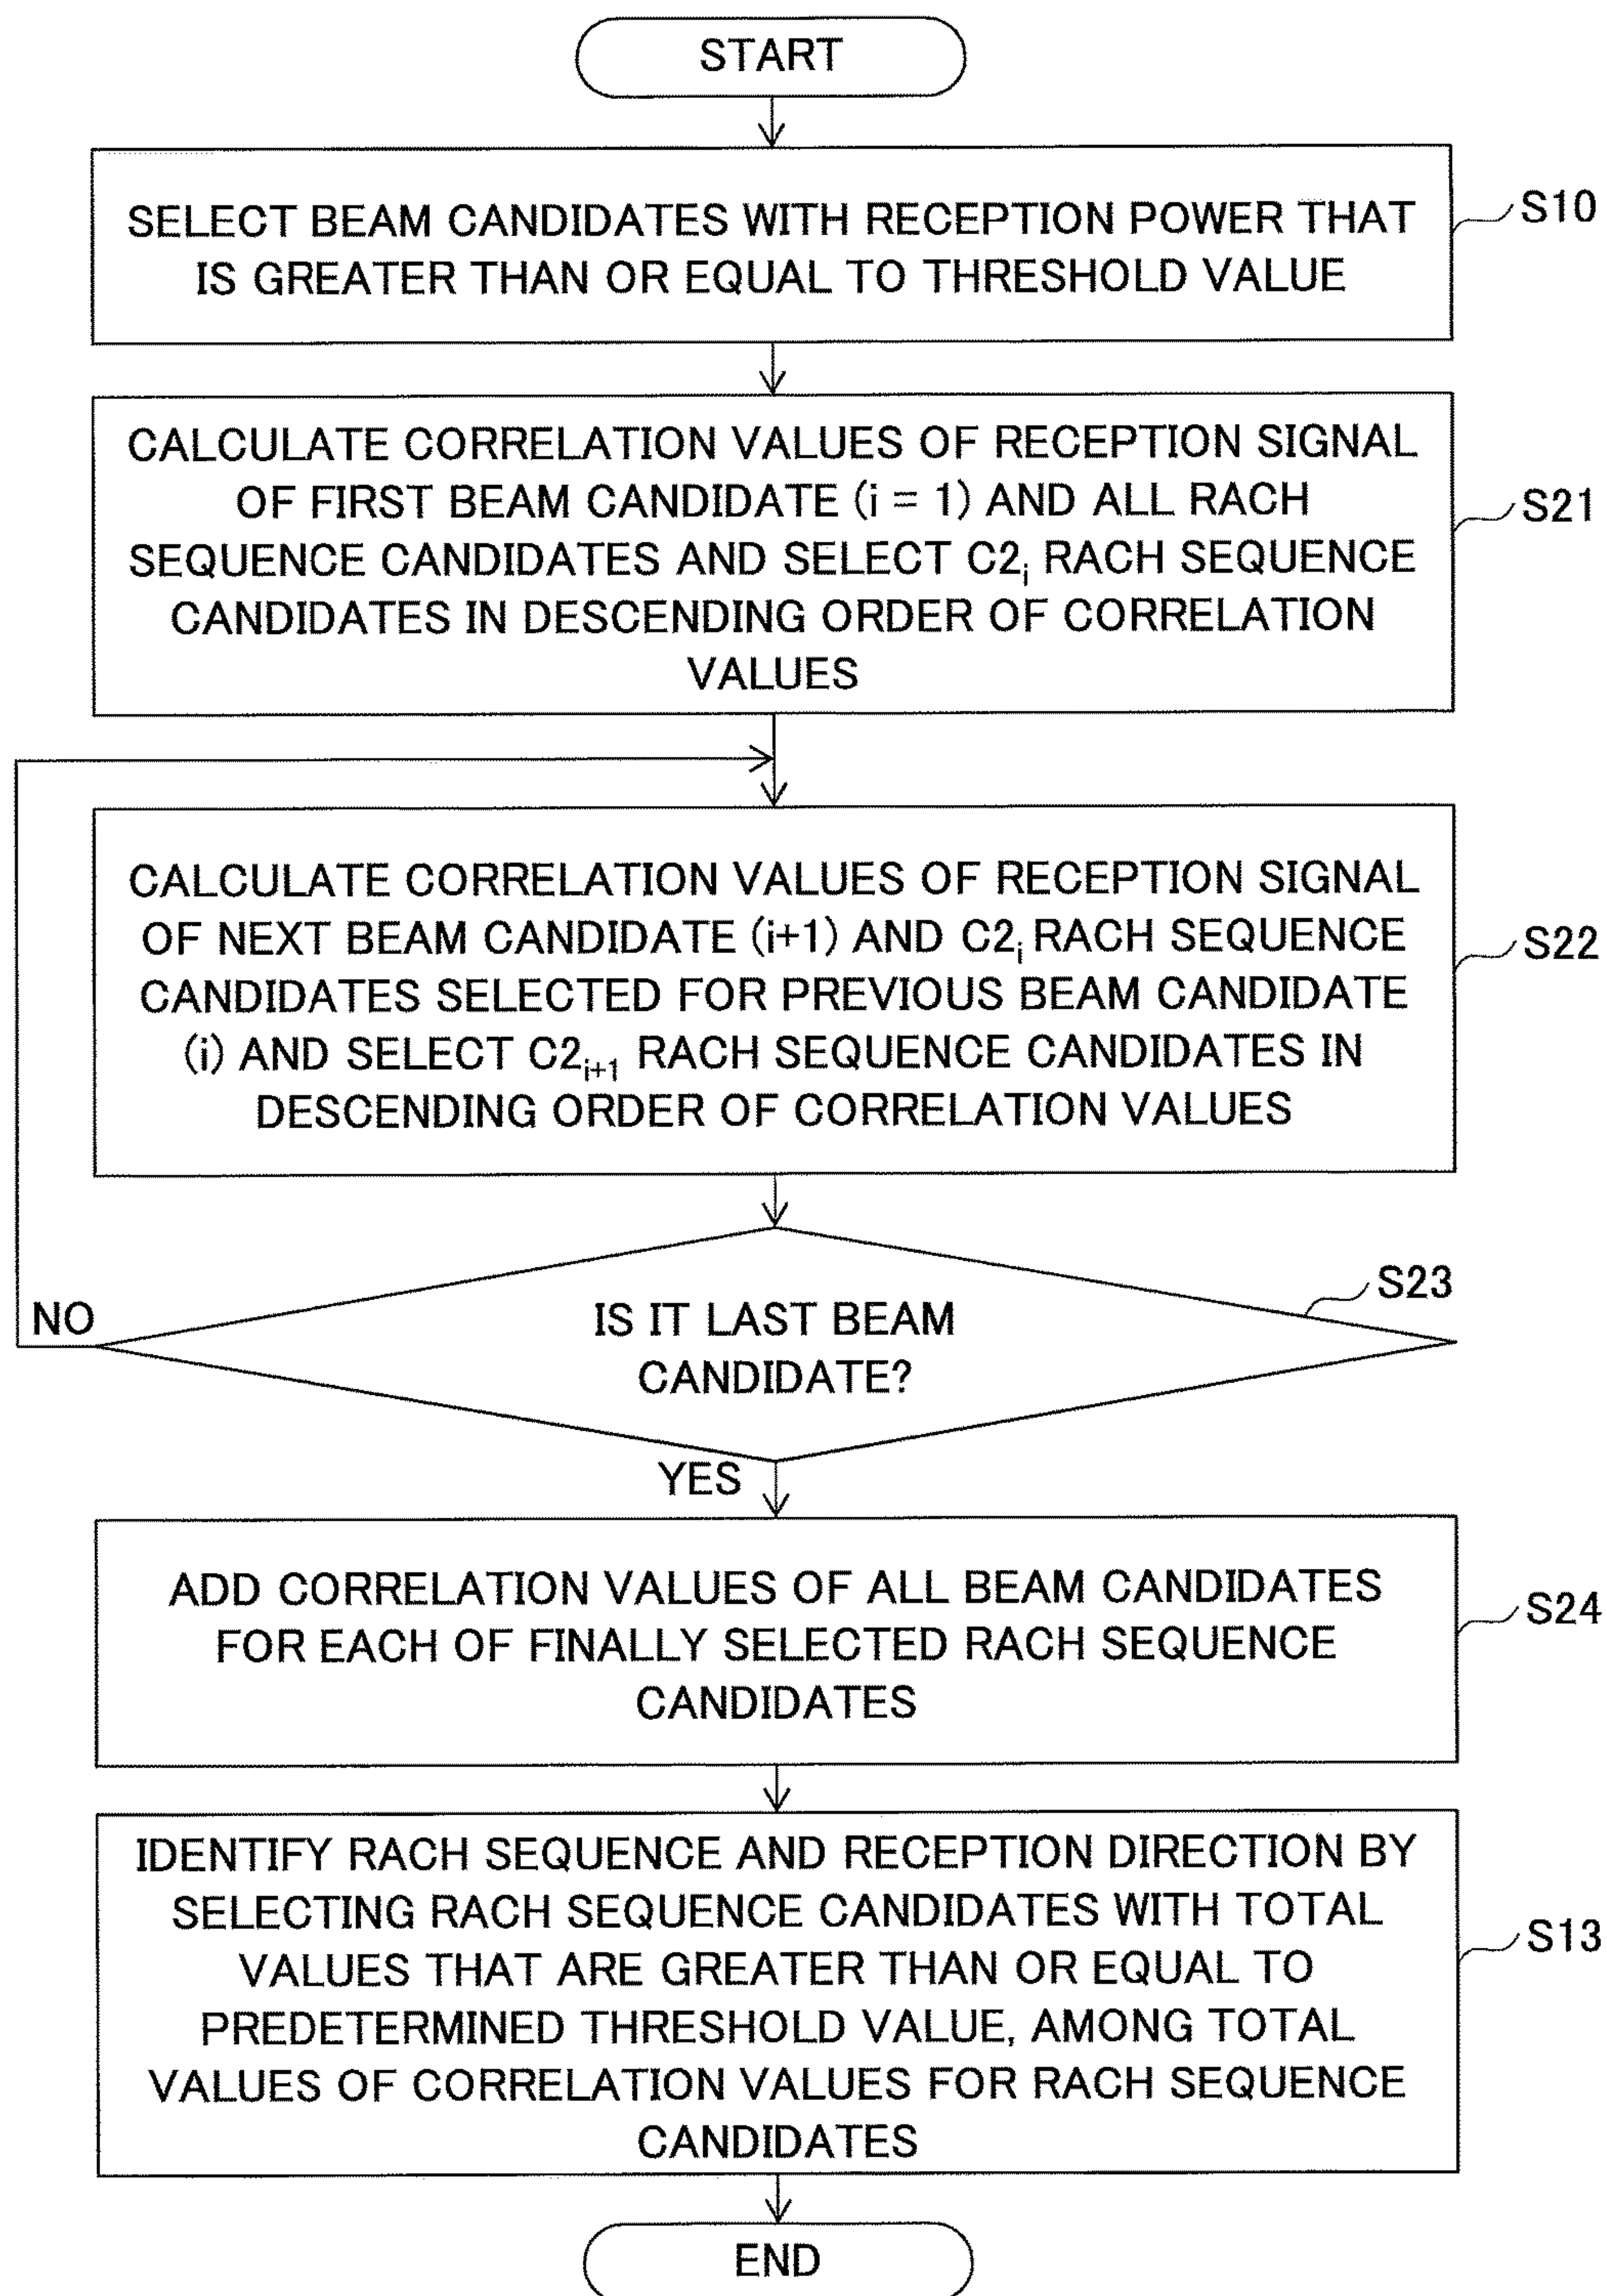 START
SELECT BEAM CANDIDATES WITH RECEPTION POWER THAT
IS GREATER THAN OR EQUAL TO THRESHOLD VALUE
S10
CALCULATE CORRELATION VALUES OF RECEPTION SIGNAL
OF FIRST BEAM CANDIDATE (i = 1) AND ALL RACH
SEQUENCE CANDIDATES AND SELECT C2i RACH SEQUENCE
CANDIDATES IN DESCENDING ORDER OF CORRELATION
VALUES
S21
CALCULATE CORRELATION VALUES OF RECEPTION SIGNAL
OF NEXT BEAM CANDIDATE (i+1) AND C2i RACH SEQUENCE
CANDIDATES SELECTED FOR PREVIOUS BEAM CANDIDATE
(i) AND SELECT C2i+1 RACH SEQUENCE CANDIDATES IN
DESCENDING ORDER OF CORRELATION VALUES
S22
IS IT LAST BEAM
CANDIDATE?
S23
NO
YES
ADD CORRELATION VALUES OF ALL BEAM CANDIDATES
FOR EACH OF FINALLY SELECTED RACH SEQUENCE
CANDIDATES
S24
IDENTIFY RACH SEQUENCE AND RECEPTION DIRECTION BY
SELECTING RACH SEQUENCE CANDIDATES WITH TOTAL
VALUES THAT ARE GREATER THAN OR EQUAL TO
PREDETERMINED THRESHOLD VALUE, AMONG TOTAL
VALUES OF CORRELATION VALUES FOR RACH SEQUENCE
CANDIDATES
S13
END